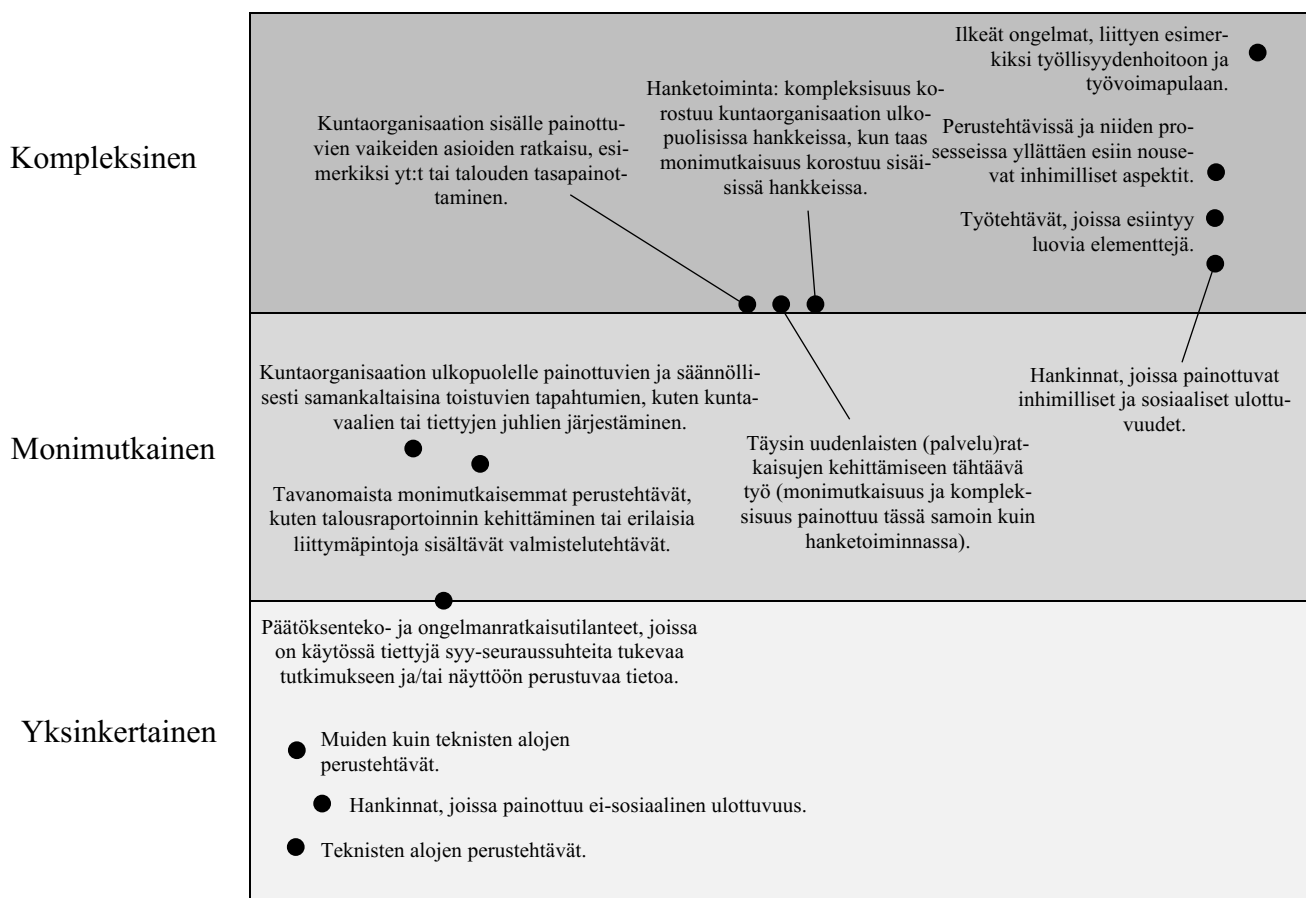 Kompleksinen
Ilkeät ongelmat, liittyen esimer-
kiksi työllisyydenhoitoon ja
työvoimapulaan.
Hanketoiminta: kompleksisuus ko-
rostuu kuntaorganisaation ulko-
puolisissa hankkeissa, kun taas
monimutkaisuus korostuu sisäi-
sissä hankkeissa.
Kuntaorganisaation sisälle painottu-
vien vaikeiden asioiden ratkaisu, esi-
merkiksi yt:t tai talouden tasapainot-
taminen.
Perustehtävissä ja niiden pro-
sesseissa yllättäen esiin nouse-
vat inhimilliset aspektit.
Työtehtävät, joissa esiintyy
luovia elementtejä.
Monimutkainen
Kuntaorganisaation ulkopuolelle painottuvien ja säännölli-
sesti samankaltaisina toistuvien tapahtumien, kuten kunta-
vaalien tai tiettyjen juhlien järjestäminen.
Hankinnat, joissa painottuvat
inhimilliset ja sosiaaliset ulottu-
vuudet.
Täysin uudenlaisten (palvelu)rat-
kaisujen kehittämiseen tähtäävä
työ (monimutkaisuus ja komplek-
sisuus painottuu tässä samoin kuin
hanketoiminnassa).
Tavanomaista monimutkaisemmat perustehtävät,
kuten talousraportoinnin kehittäminen tai erilaisia
liittymäpintoja sisältävät valmistelutehtävät.
Yksinkertainen
Päätöksenteko- ja ongelmanratkaisutilanteet, joissa
on käytössä tiettyjä syy-seuraussuhteita tukevaa
tutkimukseen ja/tai näyttöön perustuvaa tietoa.
Muiden kuin teknisten alojen
perustehtävät.
Hankinnat, joissa painottuu ei-sosiaalinen ulottuvuus.
Teknisten alojen perustehtävät.